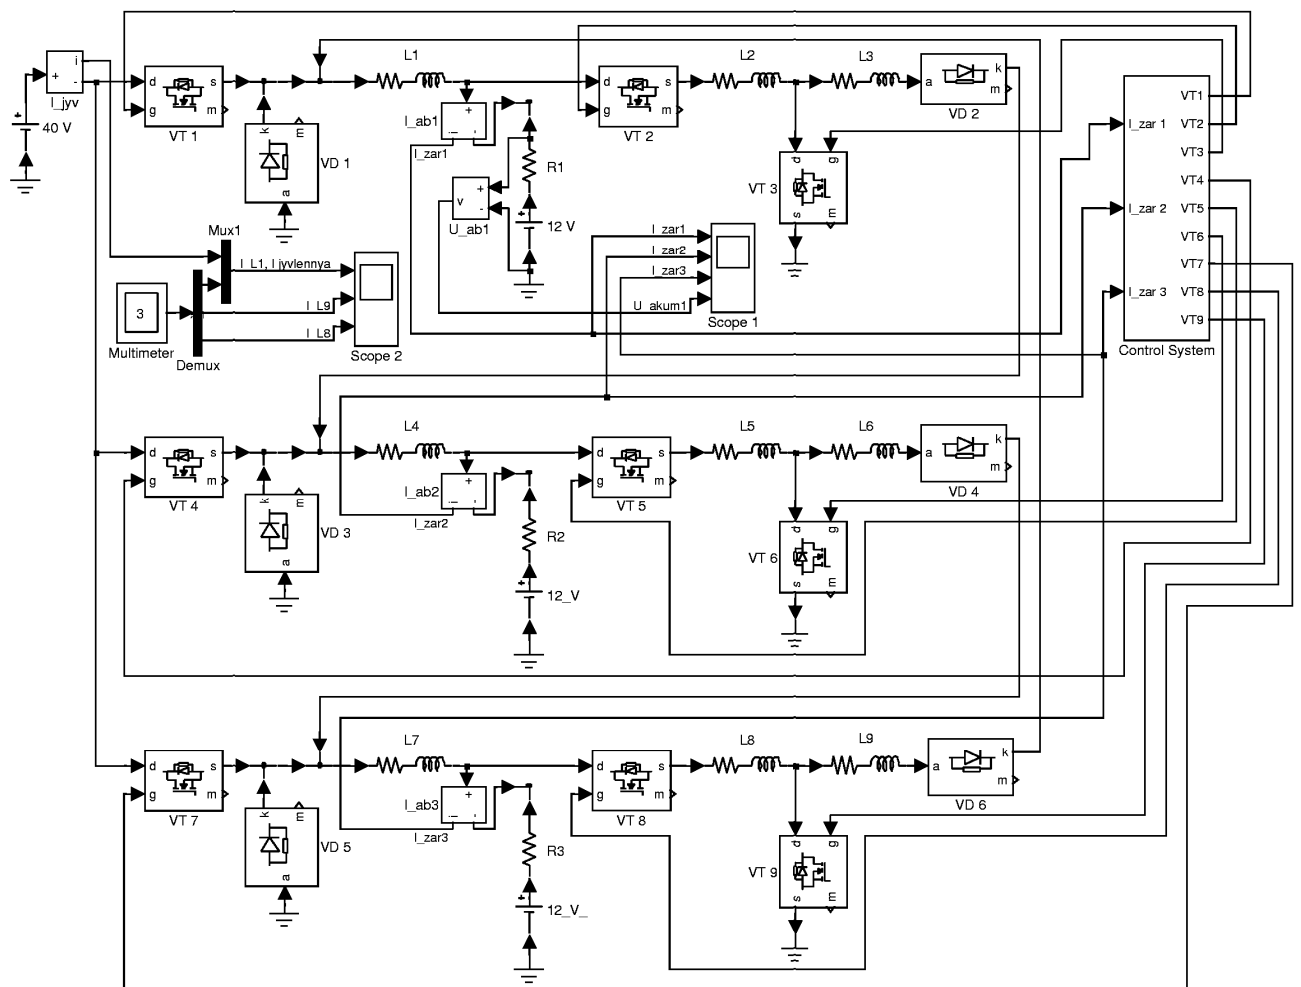 L1
L2
L3
i
+
-
I_jyv
40 V
d
s
g
m
VT 1
k
m
a
VD 1
I_ab1
+
-
i
I_zar1
R1
+
v
-
U_ab1
12 V
d
s
g
m
VT 2
a
k
m
VD 2
VT 3
d
g
s
m
I_zar 1
I_zar 2
I_zar 3
VT1
VT2
VT3
VT4
VT5
VT6
VT7
VT8
VT9
Control System
Mux1
I_L1, I jyvlennya
I_L9
I_L8
3
Multimeter
Demux
Scope 2
I_zar1
I_zar2
I_zar3
U_akum1
Scope 1
L4
L5
L6
d
s
g
m
VT 4
k
m
a
VD 3
I_ab2
+
-
i
I_zar2
R2
12_V
d
s
g
m
VT 5
a
k
m
VD 4
VT 6
d
g
s
m
L7
L8
L9
d
s
g
m
VT 7
k
m
a
VD 5
I_ab3
+
-
i
I_zar3
R3
12_V_
d
s
g
m
VT 8
a
k
m
VD 6
VT 9
d
g
s
m